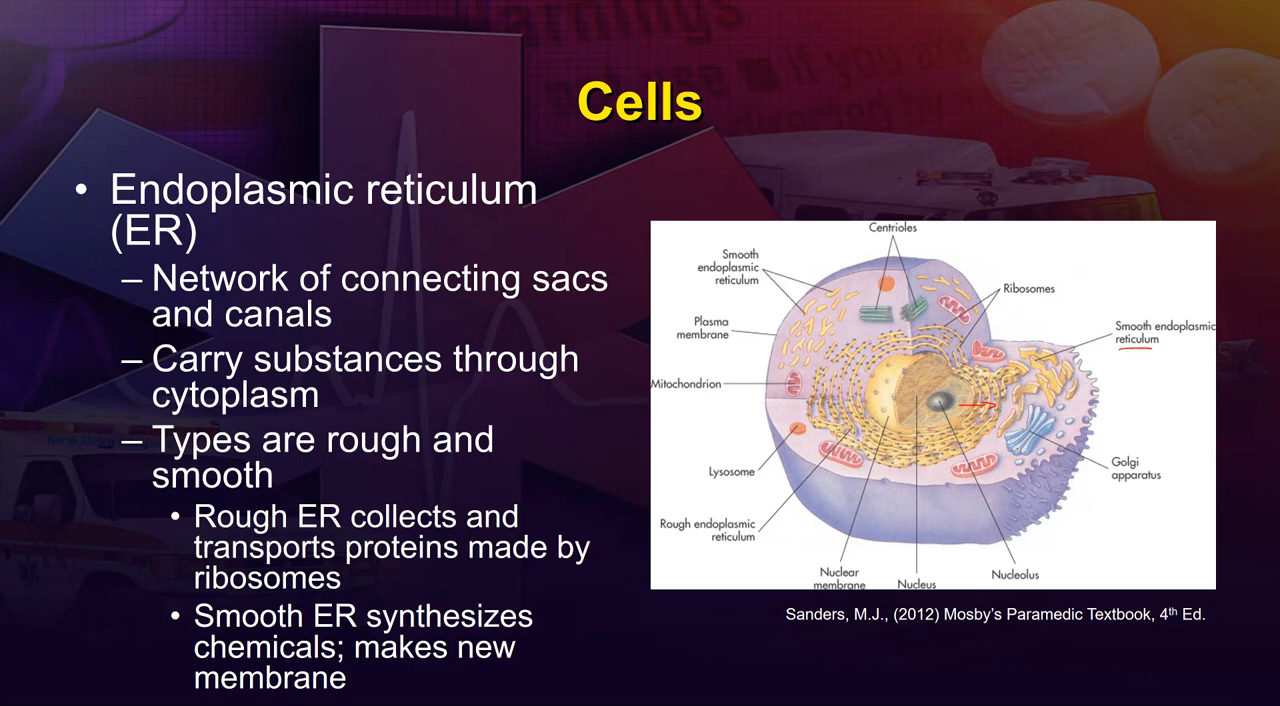 Cells
• Endoplasmic reticulum
(ER)
– Network of connecting sacs
and canals
– Carry substances through
cytoplasm
– Types are rough and
smooth
• Rough ER collects and
transports proteins made by
ribosomes
• Smooth ER synthesizes
chemicals; makes new
membrane
Centrioles
Smooth
endoplasmic
reticulum
Ribosomes
Plasma
membrane
Smooth endoplasmic
reticulum
Mitochondrion
Lysosome
Golgi
apparatus
Rough endoplasmic
reticulum
Nuclear
membrane
Nucleus
Nucleolus
Sanders, M.J., (2012) Mosby’s Paramedic Textbook, 4th Ed.